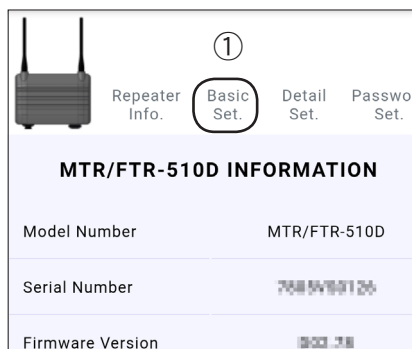 ①
Repeater Basic Detail Passwo
Info. Set. Set. Set.
MTR/FTR-510D INFORMATION
Model Number MTR/FTR-510D
Serial Number
Firmware Version